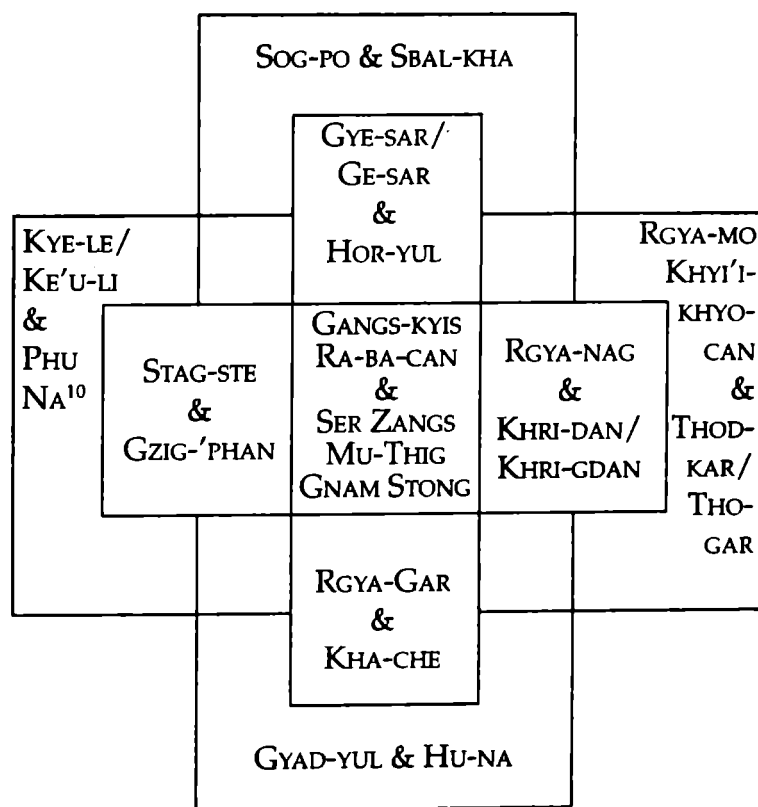 SOG-PO & SBAL-KHA
GYE-SAR/
GE-SAR
&
HOR-YUL
KYE-LE/
KE'U-LI
&
PHU
NA¹⁰
RGYA-MO
KHYI'I-
KHYO-
CAN
&
THOD-
KAR/
THO-
GAR
STAG-STE
&
GZIG-'PHAN
GANGS-KYIS
RA-BA-CAN
&
SER ZANGS
MU-THIG
GNAM STONG
RGYA-NAG
&
KHRI-DAN/
KHRI-GDAN
RGYA-GAR
&
KHA-CHE
GYAD-YUL & HU-NA